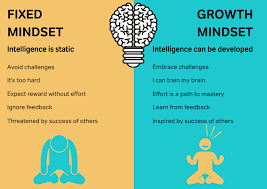 FIXED
MINDSET
Intelligence is static
Avoid challenges
It's too hard
Expect reward without effort
Ignore feedback
Threatened by success of others
GROWTH
MINDSET
Intelligence can be developed
Embrace challenges
I can train my brain.
Effort is a path to mastery
Learn from feedback
Inspired by success of others